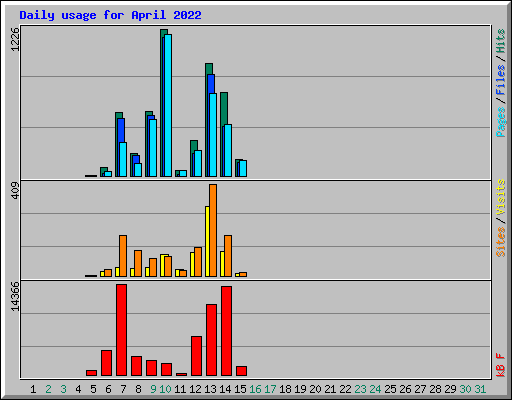 Daily usage for April 2022
1226
Pages/Files/Hits
409
Sites/Visits
14366
kB F
1 2 3 4 5 6 7 8 9 10 11 12 13 14 15 16 17 18 19 20 21 22 23 24 25 26 27 28 29 30 31